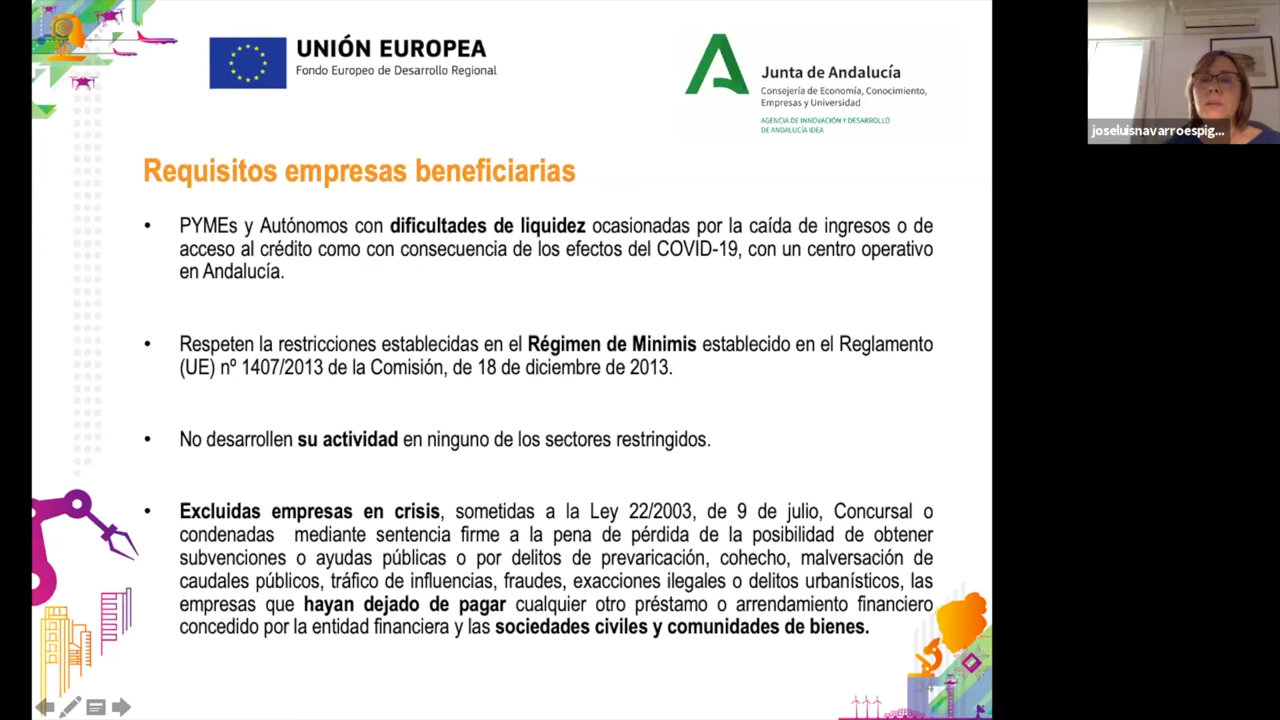 UNIÓN EUROPEA
Fondo Europeo de Desarrollo Regional
Junta de Andalucía
Consejería de Economía, Conocimiento,
Empresas y Universidad
AGENCIA DE INNOVACIÓN Y DESARROLLO
DE ANDALUCÍA IDEA
joseluisnavarroespig...
Requisitos empresas beneficiarias
• PYMEs y Autónomos con dificultades de liquidez ocasionadas por la caída de ingresos o de
acceso al crédito como con consecuencia de los efectos del COVID-19, con un centro operativo
en Andalucía.
• Respeten la restricciones establecidas en el Régimen de Minimis establecido en el Reglamento
(UE) nº 1407/2013 de la Comisión, de 18 de diciembre de 2013.
• No desarrollen su actividad en ninguno de los sectores restringidos.
• Excluidas empresas en crisis, sometidas a la Ley 22/2003, de 9 de julio, Concursal o
condenadas mediante sentencia firme a la pena de pérdida de la posibilidad de obtener
subvenciones o ayudas públicas o por delitos de prevaricación, cohecho, malversación de
caudales públicos, tráfico de influencias, fraudes, exacciones ilegales o delitos urbanísticos, las
empresas que hayan dejado de pagar cualquier otro préstamo o arrendamiento financiero
concedido por la entidad financiera y las sociedades civiles y comunidades de bienes.